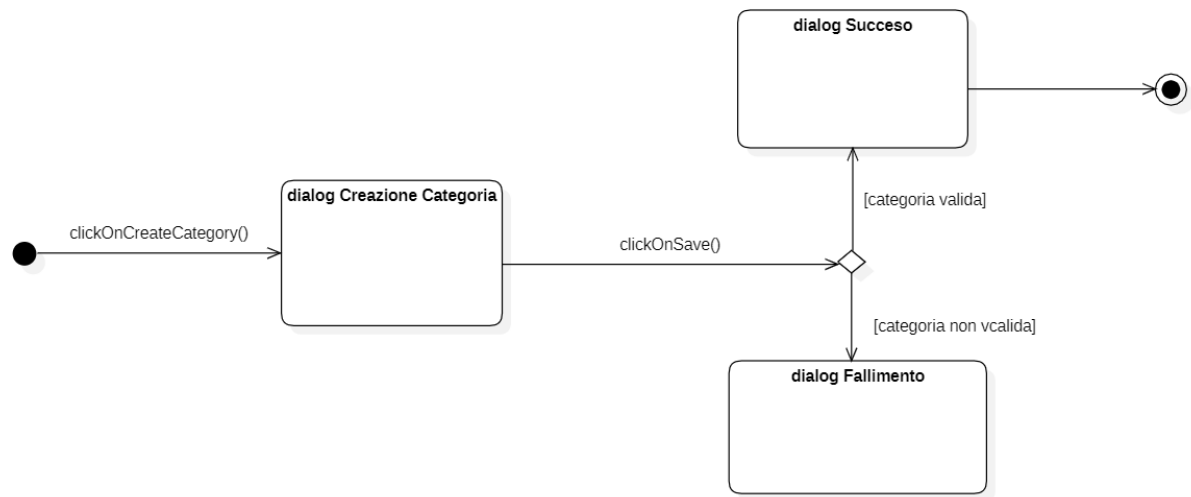 dialog Succeso
dialog Creazione Categoria
[categoria valida]
clickOnCreateCategory()
clickOnSave()
[categoria non vcalida]
dialog Fallimento